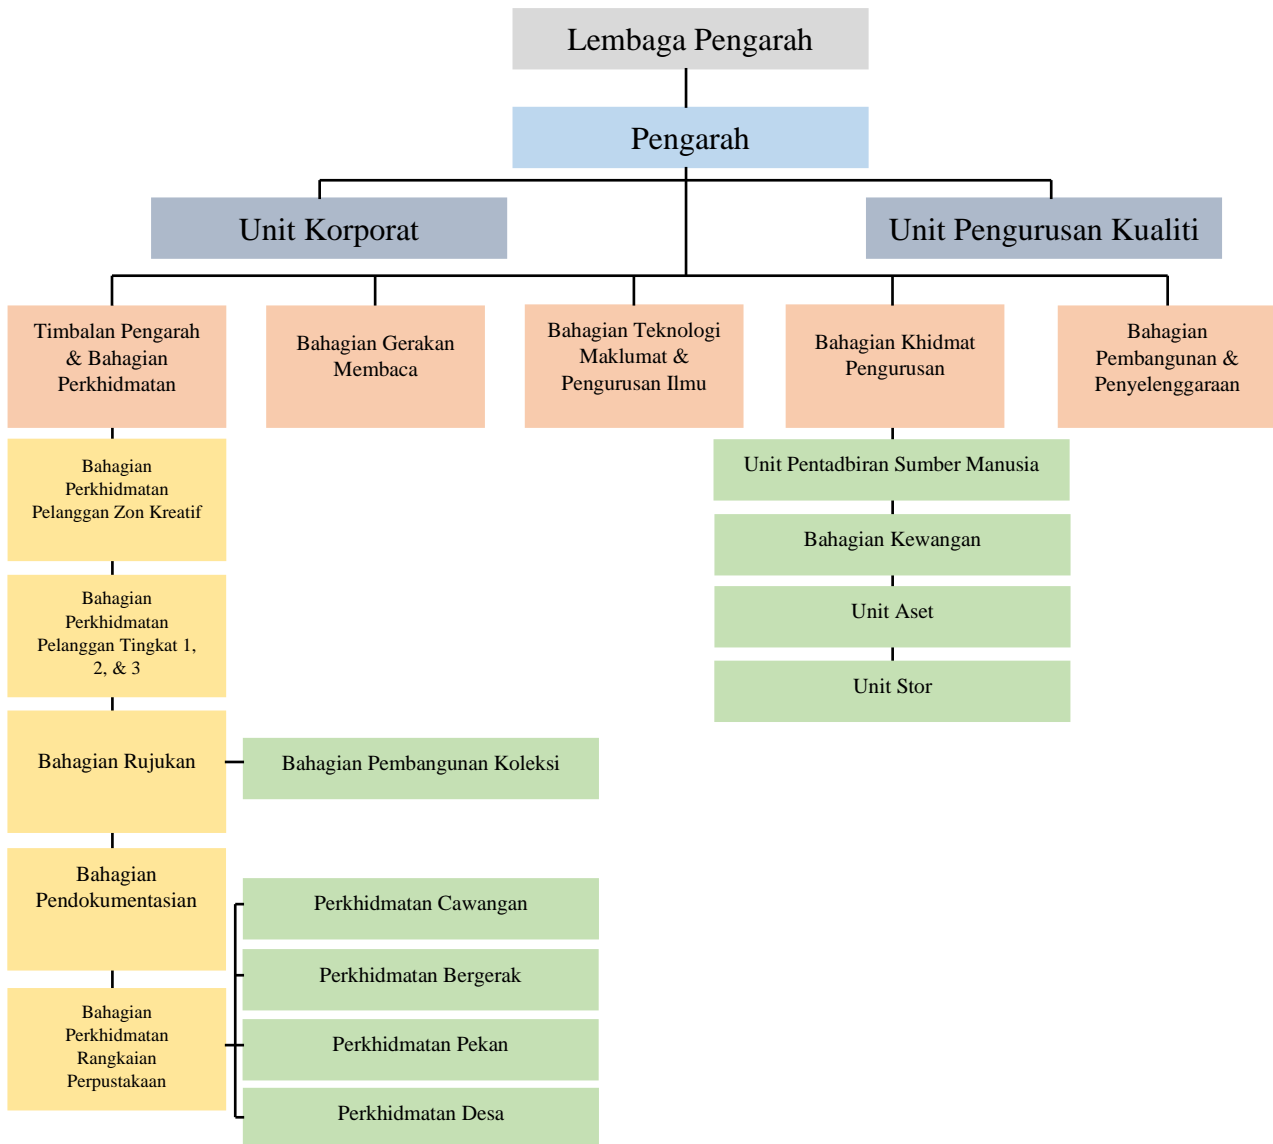 Lembaga Pengarah
Pengarah
Unit Korporat
Unit Pengurusan Kualiti
Timbalan Pengarah
& Bahagian
Perkhidmatan
Bahagian Gerakan
Membaca
Bahagian Teknologi
Maklumat &
Pengurusan Ilmu
Bahagian Khidmat
Pengurusan
Bahagian
Pembangunan &
Penyelenggaraan
Bahagian
Perkhidmatan
Pelanggan Zon Kreatif
Bahagian
Perkhidmatan
Pelanggan Tingkat 1,
2, & 3
Bahagian Rujukan
Bahagian Pembangunan Koleksi
Bahagian
Pendokumentasian
Bahagian
Perkhidmatan
Rangkaian
Perpustakaan
Perkhidmatan Cawangan
Perkhidmatan Bergerak
Perkhidmatan Pekan
Perkhidmatan Desa
Unit Pentadbiran Sumber Manusia
Bahagian Kewangan
Unit Aset
Unit Stor